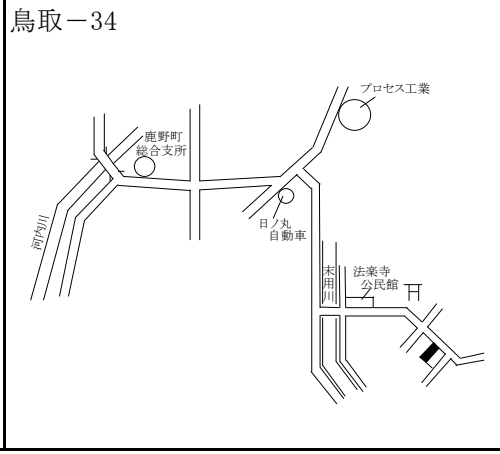 鳥取－34
プロセス工業
鹿野町
総合支所
河内川
日ノ丸
自動車
末用川
法楽寺
公民館